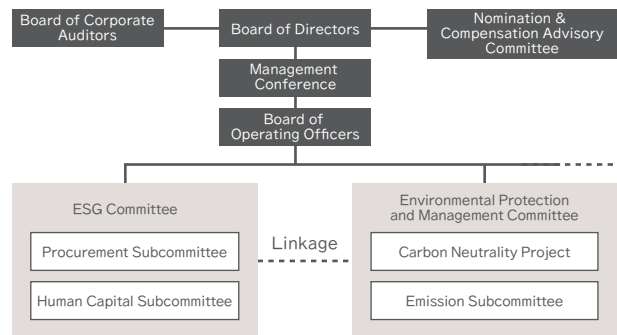 Board of Corporate
Auditors
Board of Directors
Nomination &
Compensation Advisory
Committee
Management
Conference
Board of
Operating Officers
ESG Committee
Procurement Subcommittee
Human Capital Subcommittee
Linkage
Environmental Protection
and Management Committee
Carbon Neutrality Project
Emission Subcommittee